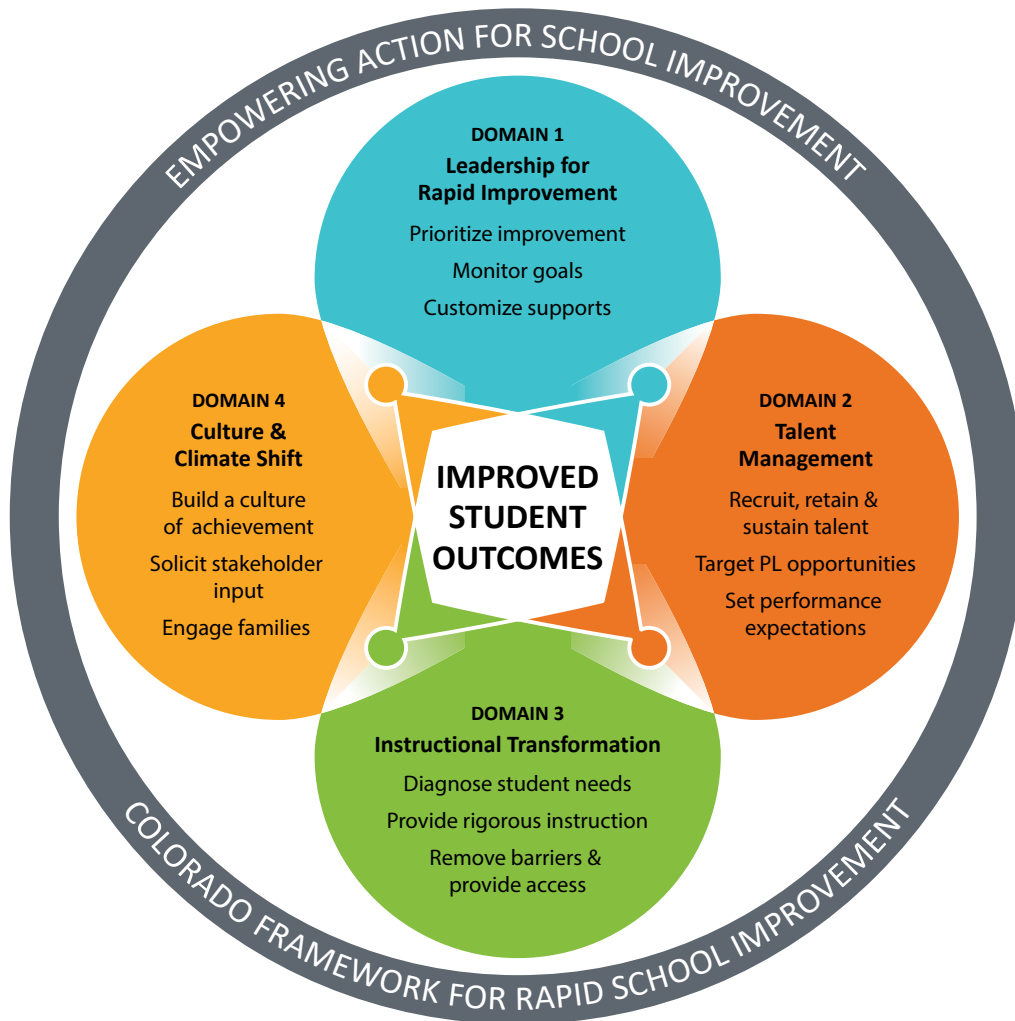 EMPOWERING ACTION FOR SCHOOL IMPROVEMENT
DOMAIN 1
Leadership for
Rapid Improvement
Prioritize improvement
Monitor goals
Customize supports
DOMAIN 4
Culture &
Climate Shift
Build a culture
of achievement
Solicit stakeholder
input
Engage families
IMPROVED
STUDENT
OUTCOMES
DOMAIN 2
Talent
Management
Recruit, retain &
sustain talent
Target PL opportunities
Set performance
expectations
DOMAIN 3
Instructional Transformation
Diagnose student needs
Provide rigorous instruction
Remove barriers &
provide access
COLORADO FRAMEWORK FOR RAPID SCHOOL IMPROVEMENT